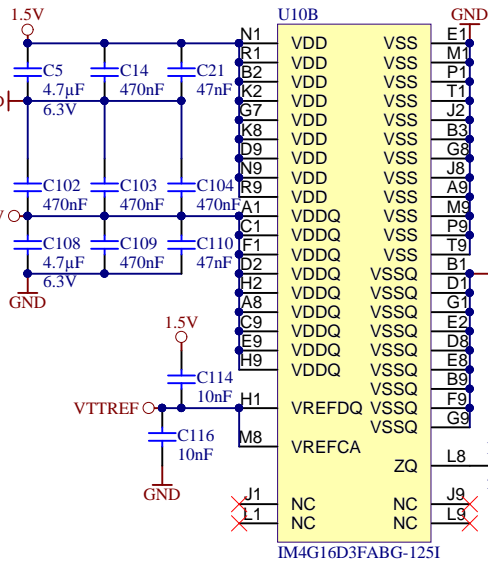 1.5V
U10B
GND
N1 VDD VSS E1
R1 VDD VSS M1
B2 VDD VSS P1
K2 VDD VSS T1
G7 VDD VSS J2
K8 VDD VSS B3
D9 VDD VSS G8
N9 VDD VSS J8
R9 VDD VSS A9
A1 VDDQ VSS M9
C1 VDDQ VSS P9
F1 VDDQ VSS T9
D2 VDDQ VSSQ B1
H2 VDDQ VSSQ D1
A8 VDDQ VSSQ G1
C9 VDDQ VSSQ E2
E9 VDDQ VSSQ D8
H9 VDDQ VSSQ E8
VSSQ B9
H1 VREFDQ VSSQ F9
VSSQ G9
M8 VREFCA
ZQ L8
J1 NC NC J9
L1 NC NC L9
IM4G16D3FABG-125I
C5 C14 C21
4.7µF 470nF 47nF
6.3V
C102 C103 C104
470nF 470nF 470nF
C108 C109 C110
4.7µF 470nF 47nF
6.3V
GND
1.5V
C114
10nF
VTTREF
C116
10nF
GND